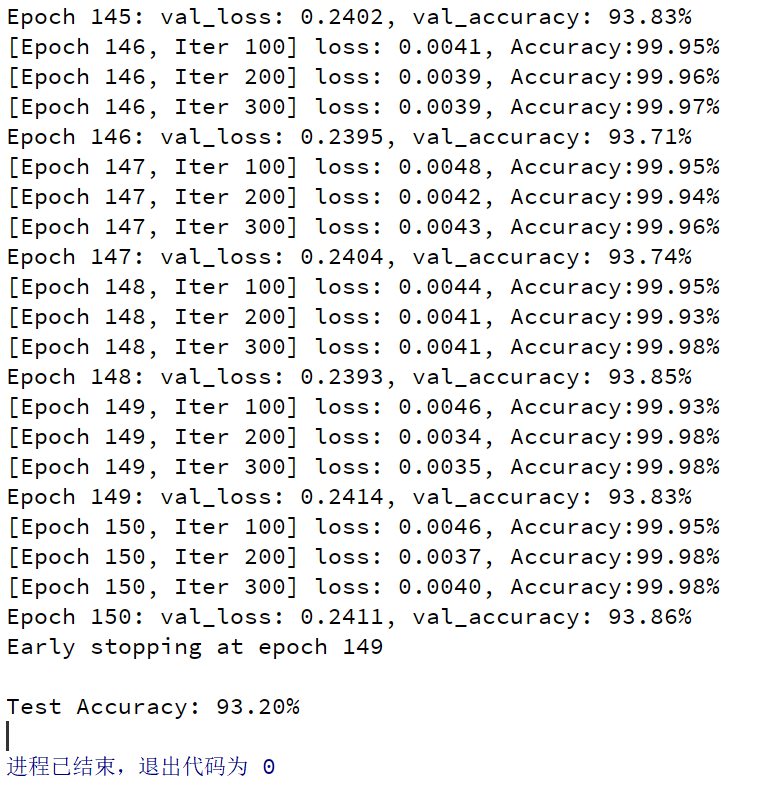 Epoch 145: val_loss: 0.2402, val_accuracy: 93.83%
[Epoch 146, Iter 100] loss: 0.0041, Accuracy:99.95%
[Epoch 146, Iter 200] loss: 0.0039, Accuracy:99.96%
[Epoch 146, Iter 300] loss: 0.0039, Accuracy:99.97%
Epoch 146: val_loss: 0.2395, val_accuracy: 93.71%
[Epoch 147, Iter 100] loss: 0.0048, Accuracy:99.95%
[Epoch 147, Iter 200] loss: 0.0042, Accuracy:99.94%
[Epoch 147, Iter 300] loss: 0.0043, Accuracy:99.96%
Epoch 147: val_loss: 0.2404, val_accuracy: 93.74%
[Epoch 148, Iter 100] loss: 0.0044, Accuracy:99.95%
[Epoch 148, Iter 200] loss: 0.0041, Accuracy:99.93%
[Epoch 148, Iter 300] loss: 0.0041, Accuracy:99.98%
Epoch 148: val_loss: 0.2393, val_accuracy: 93.85%
[Epoch 149, Iter 100] loss: 0.0046, Accuracy:99.93%
[Epoch 149, Iter 200] loss: 0.0034, Accuracy:99.98%
[Epoch 149, Iter 300] loss: 0.0035, Accuracy:99.98%
Epoch 149: val_loss: 0.2414, val_accuracy: 93.83%
[Epoch 150, Iter 100] loss: 0.0046, Accuracy:99.95%
[Epoch 150, Iter 200] loss: 0.0037, Accuracy:99.98%
[Epoch 150, Iter 300] loss: 0.0040, Accuracy:99.98%
Epoch 150: val_loss: 0.2411, val_accuracy: 93.86%
Early stopping at epoch 149
Test Accuracy: 93.20%
进程已结束，退出代码为 0